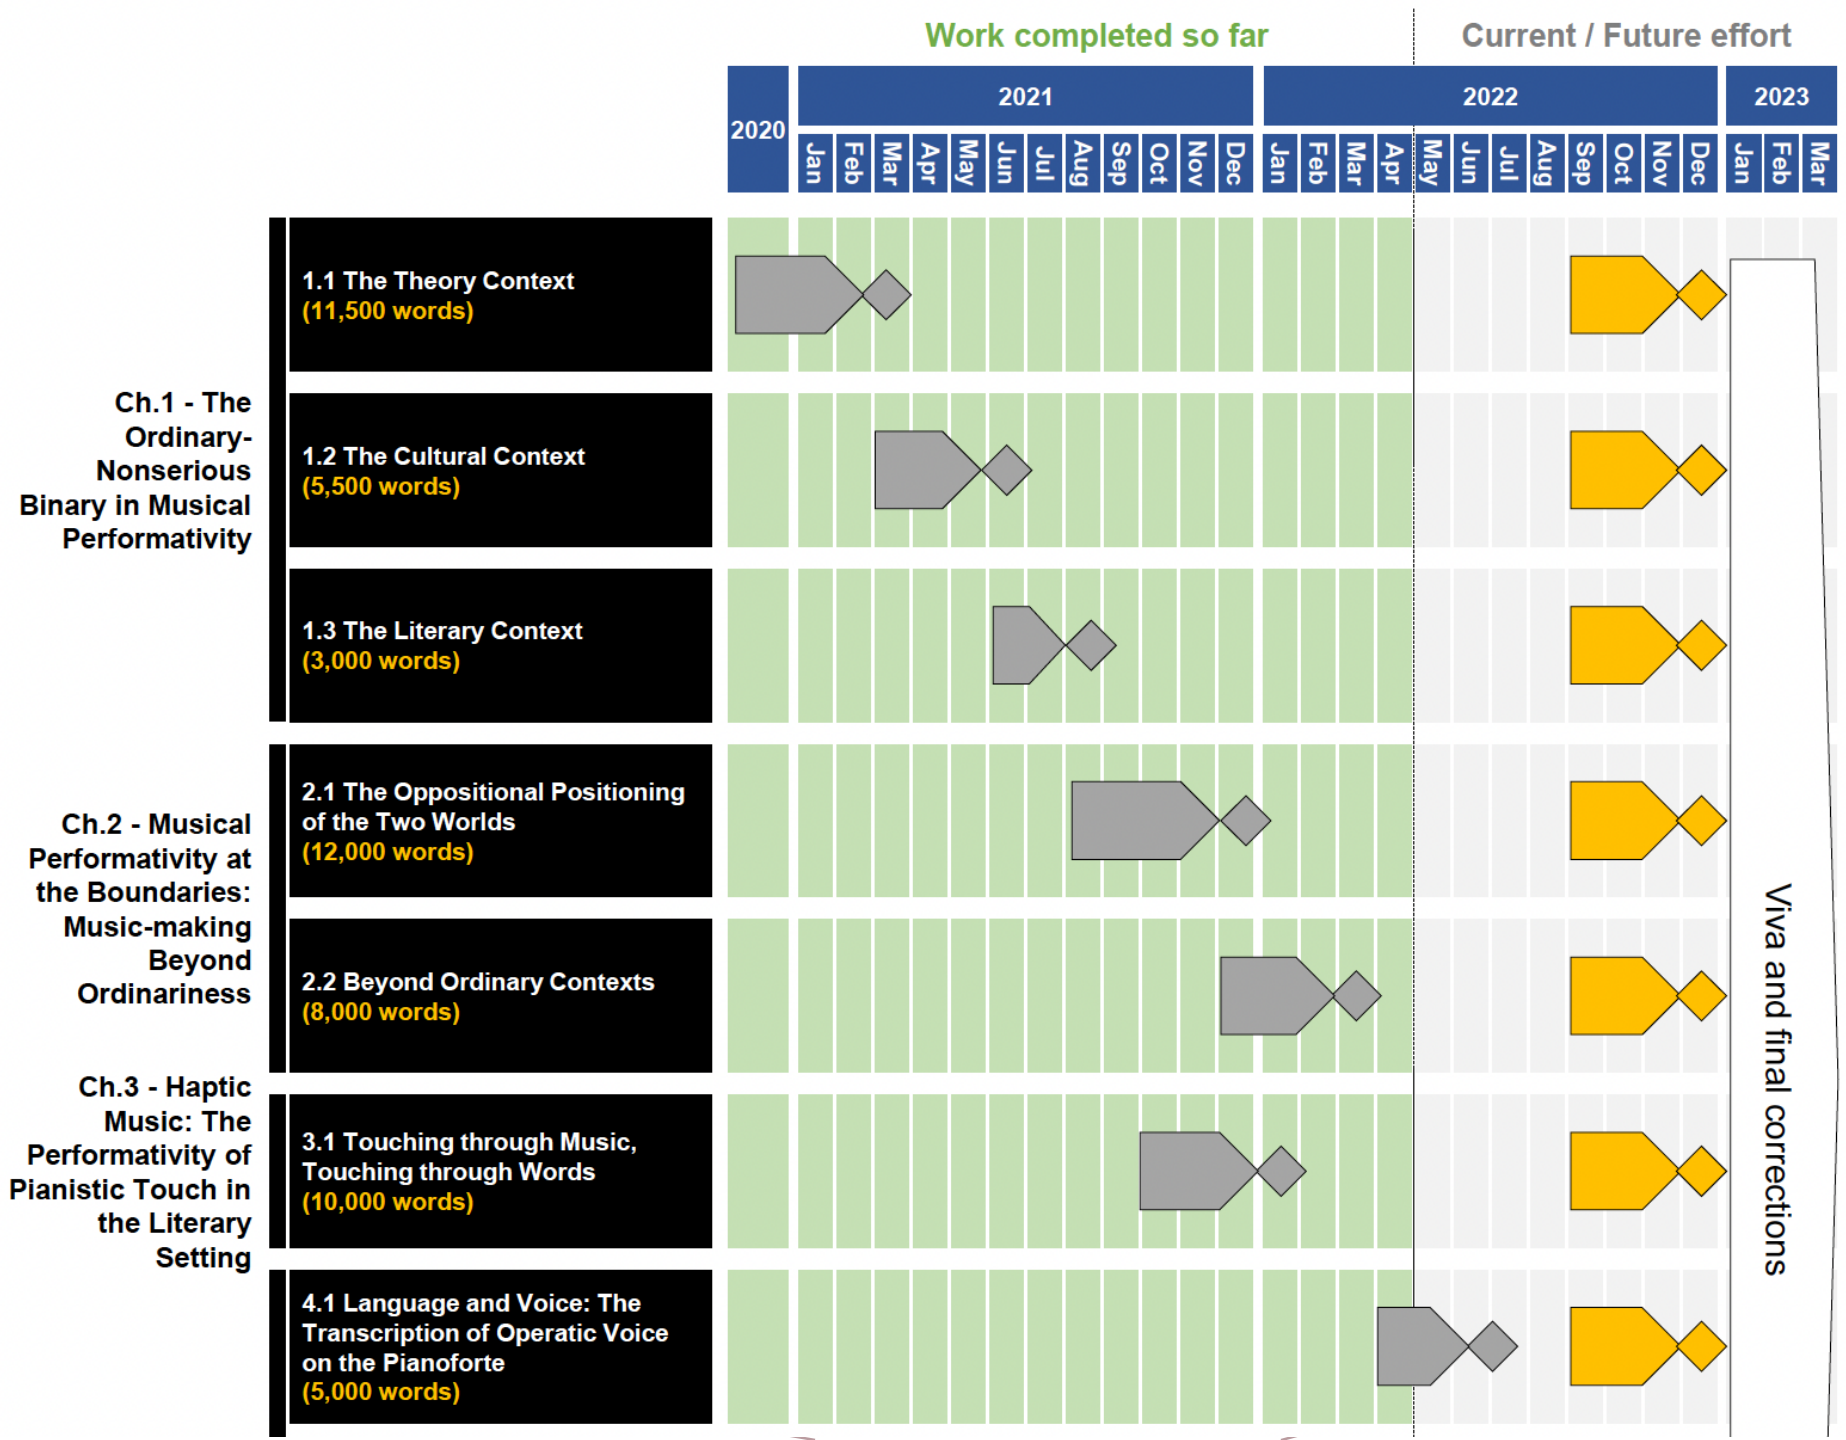 Work completed so far
Current / Future effort
2020
2021
2022
2023
Jan Feb Mar Apr May Jun Jul Aug Sep Oct Nov Dec
Jan Feb Mar Apr May Jun Jul Aug Sep Oct Nov Dec
Jan Feb Mar
Ch.1 - The
Ordinary-
Nonserious
Binary in Musical
Performativity
1.1 The Theory Context
(11,500 words)
1.2 The Cultural Context
(5,500 words)
1.3 The Literary Context
(3,000 words)
Ch.2 - Musical
Performativity at
the Boundaries:
Music-making
Beyond
Ordinariness
2.1 The Oppositional Positioning
of the Two Worlds
(12,000 words)
2.2 Beyond Ordinary Contexts
(8,000 words)
Ch.3 - Haptic
Music: The
Performativity of
Pianistic Touch in
the Literary
Setting
3.1 Touching through Music,
Touching through Words
(10,000 words)
4.1 Language and Voice: The
Transcription of Operatic Voice
on the Pianoforte
(5,000 words)
Viva and final corrections